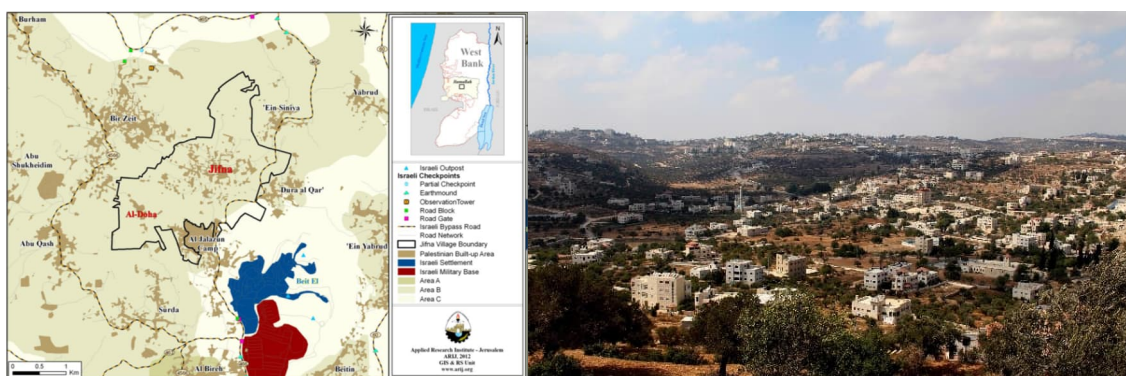 Burham
Bir Zeit
'Ein Siniya
Yabrud
Abu
Shukheidim
Jifna
Dura al Qar'
Al-Doha
Abu Qash
Al Jalazun
Camp
'Ein Yabrud
Beit El
Surda
Al Bireh
Beitin
0 0.5 1
Km
N
West
Bank
Ramallah
Israeli Outpost
Israeli Checkpoints
Partial Checkpoint
Earthmound
ObservationTower
Road Block
Road Gate
Israeli Bypass Road
Road Network
Jifna Village Boundary
Palestinian Built-up Area
Israeli Settlement
Israeli Military Base
Area A
Area B
Area C
Applied Research Institute - Jerusalem
ARIJ, 2012
GIS & RS Unit
www.arij.org